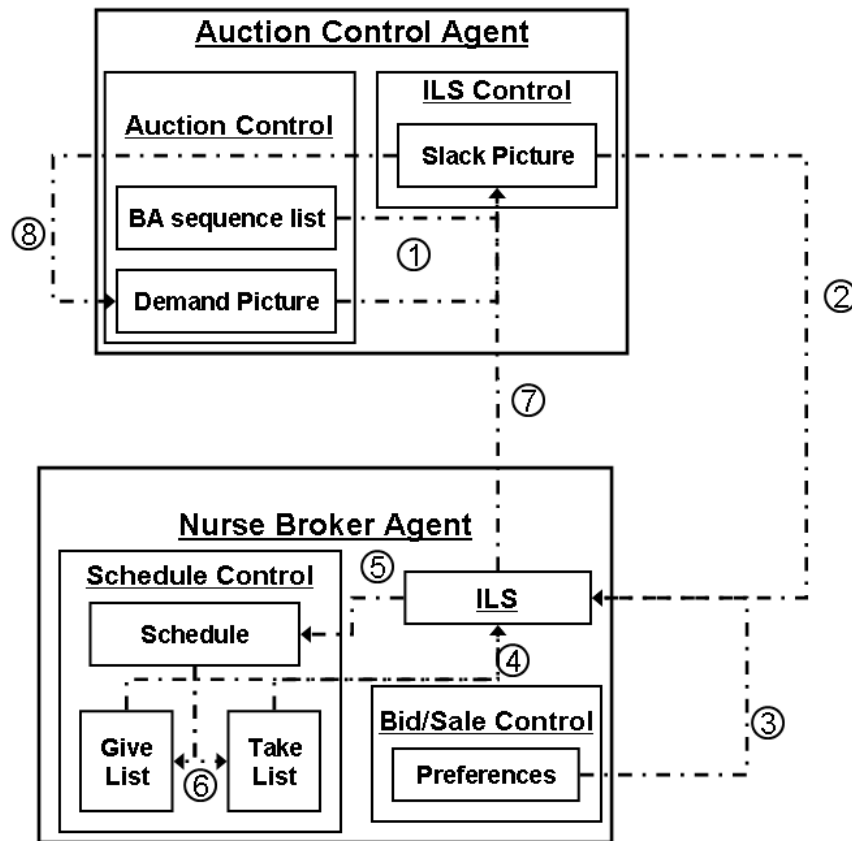 Auction Control Agent
ILS Control
Auction Control
Slack Picture
BA sequence list
⑧
①
Demand Picture
②
⑦
Nurse Broker Agent
Schedule Control
⑤
ILS
Schedule
④
Bid/Sale Control
③
Give
List
Take
List
⑥
Preferences